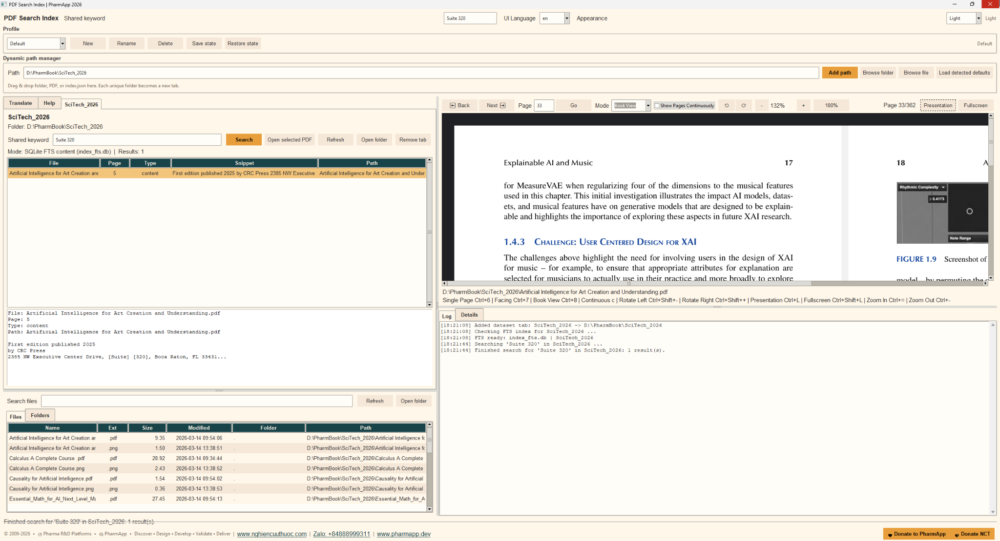 PDF Search Index | PharmApp 2026
PDF Search Index Shared keyword Suite 320 UI Language en Appearance Light Light
Profile
Default New Rename Delete Save state Restore state Default
Dynamic path manager
Path D:\PharmBook\SciTech_2026 Add path Browse folder Browse file Load detected defaults
Drag & drop folder, PDF, or index.json here. Each unique folder becomes a new tab.
Translate Help SciTech_2026
SciTech_2026
Folder: D:\PharmBook\SciTech_2026
Shared keyword Suite 320 Search Open selected PDF Refresh Open folder Remove tab
Mode: SQLite FTS content (index_fts.db) | Results: 1
File Page Type Snippet Path
Artificial Intelligence for Art Creation and 5 content First edition published 2025 by CRC Press 2385 NW Executive Artificial Intelligence for Art Creation and Under
File: Artificial Intelligence for Art Creation and Understanding.pdf
Page: 5
Type: content
Path: Artificial Intelligence for Art Creation and Understanding.pdf
First edition published 2025
by CRC Press
2385 NW Executive Center Drive, [Suite] [320], Boca Raton, FL 33431...
Search files Refresh Open folder
Files Folders
Name Ext Size Modified Folder Path
Artificial Intelligence for Art Creation ar .pdf 9.35 2026-03-14 09:54:06 . D:\PharmBook\SciTech_2026\Artificial Intelligence fc
Artificial Intelligence for Art Creation ar .png 1.50 2026-03-14 13:38:51 . D:\PharmBook\SciTech_2026\Artificial Intelligence fc
Calculus A Complete Course .pdf .pdf 28.92 2026-03-14 09:34:44 . D:\PharmBook\SciTech_2026\Calculus A Complete
Calculus A Complete Course.png .png 2.43 2026-03-14 13:38:52 . D:\PharmBook\SciTech_2026\Calculus A Complete
Causality for Artificial Intelligence.pdf .pdf 1.54 2026-03-14 09:54:02 . D:\PharmBook\SciTech_2026\Causality for Artificial
Causality for Artificial Intelligence.png .png 0.36 2026-03-14 13:38:53 . D:\PharmBook\SciTech_2026\Causality for Artificial
Essential_Math_for_AI_Next_Level_Ma .pdf 27.45 2026-03-14 09:54:13 . D:\PharmBook\SciTech_2026\Essential_Math_for_A
Back Next Page 33 Go Mode Book View Show Pages Continuously - 132% + 100% Page 33/362 Presentation Fullscreen
Explainable AI and Music 17
for MeasureVAE when regularizing four of the dimensions to the musical features
used in this chapter. This initial investigation illustrates the impact AI models, datas-
ets, and musical features have on generative models that are designed to be explain-
able and highlights the importance of exploring these aspects in future XAI research.
1.4.3 Challenge: User Centered Design for XAI
The challenges above highlight the need for involving users in the design of XAI
for music – for example, to ensure that appropriate attributes for explanation are
selected for musicians to actually use in their practice and more broadly to explore
18 A
Rhythmic Complexity
0.4173
Note Range
FIGURE 1.9 Screenshot of
model – by permuting the
D:\PharmBook\SciTech_2026\Artificial Intelligence for Art Creation and Understanding.pdf
Single Page Ctrl+6 | Facing Ctrl+7 | Book View Ctrl+8 | Continuous c | Rotate Left Ctrl+Shift+- | Rotate Right Ctrl+Shift++ | Presentation Ctrl+L | Fullscreen Ctrl+Shift+L | Zoom In Ctrl+= | Zoom Out Ctrl+-
Log Details
[18:21:08] Added dataset tab: SciTech_2026 -> D:\PharmBook\SciTech_2026
[18:21:08] Checking FTS index for SciTech_2026 ...
[18:21:08] FTS ready: index_fts.db | SciTech_2026
[18:21:44] Searching 'Suite 320' in SciTech_2026 ...
[18:21:44] Finished search for 'Suite 320' in SciTech_2026: 1 result(s).
Finished search for 'Suite 320' in SciTech_2026: 1 result(s).
© 2009-2026 • Pharma R&D Platforms • PharmApp • Discover • Design • Develop • Validate • Deliver | www.nghiencuuthuoc.com | Zalo: +84888999311 | www.pharmapp.dev Donate to PharmApp Donate NCT